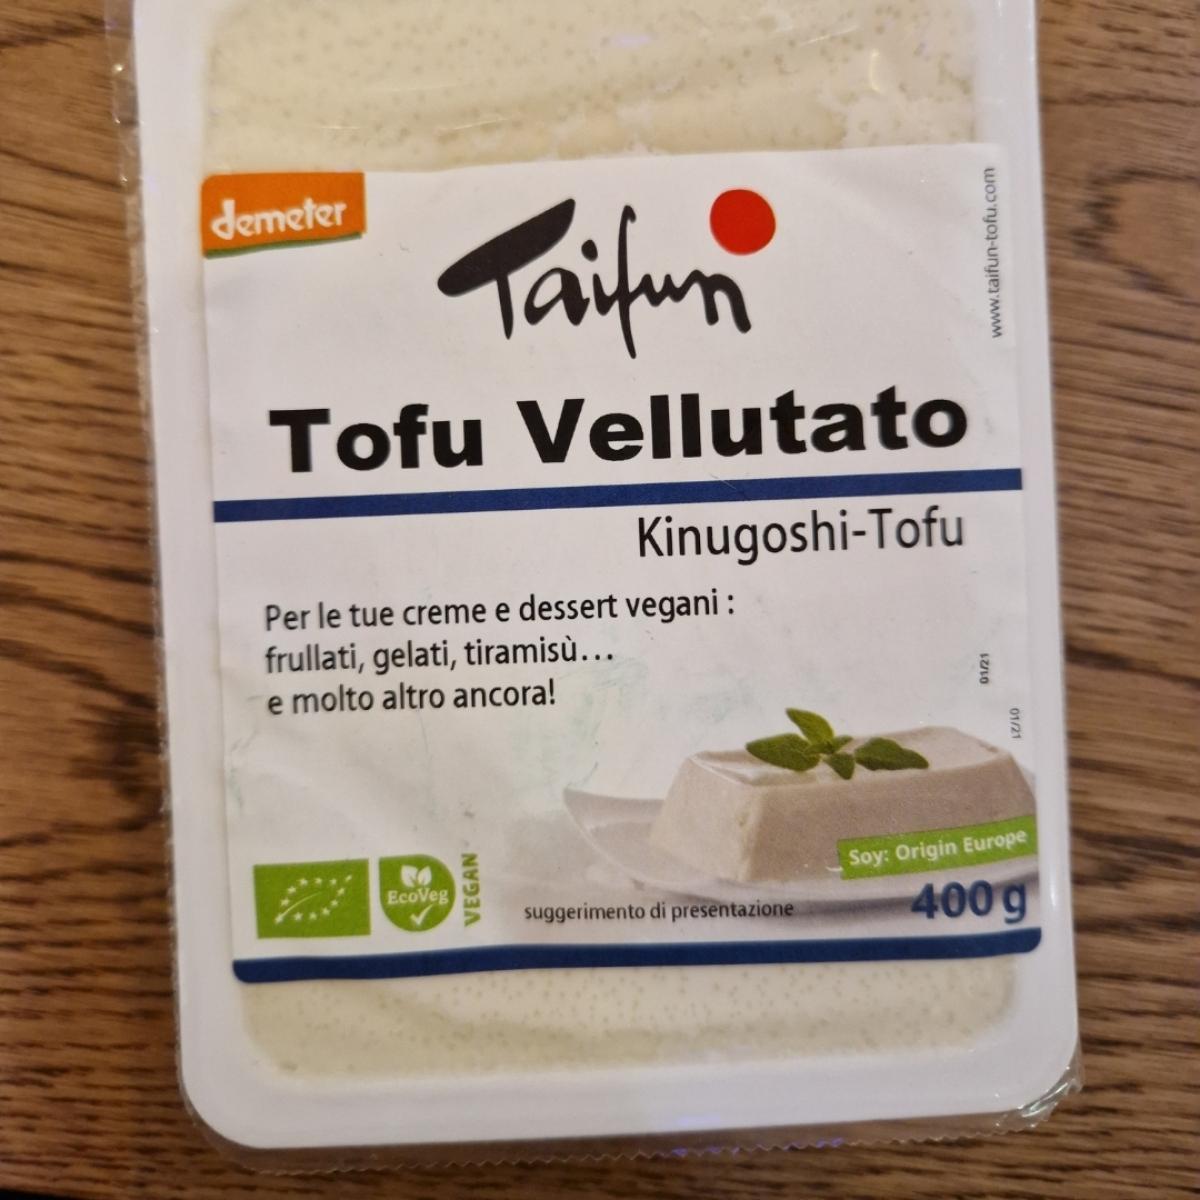 demeter
Taifun
www.taifun-tofu.com
Tofu Vellutato
Kinugoshi-Tofu
Per le tue creme e dessert vegani :
frullati, gelati, tiramisù...
e molto altro ancora!
01/21
01/21
Soy: Origin Europe
EcoVeg
VEGAN
suggerimento di presentazione
400 g